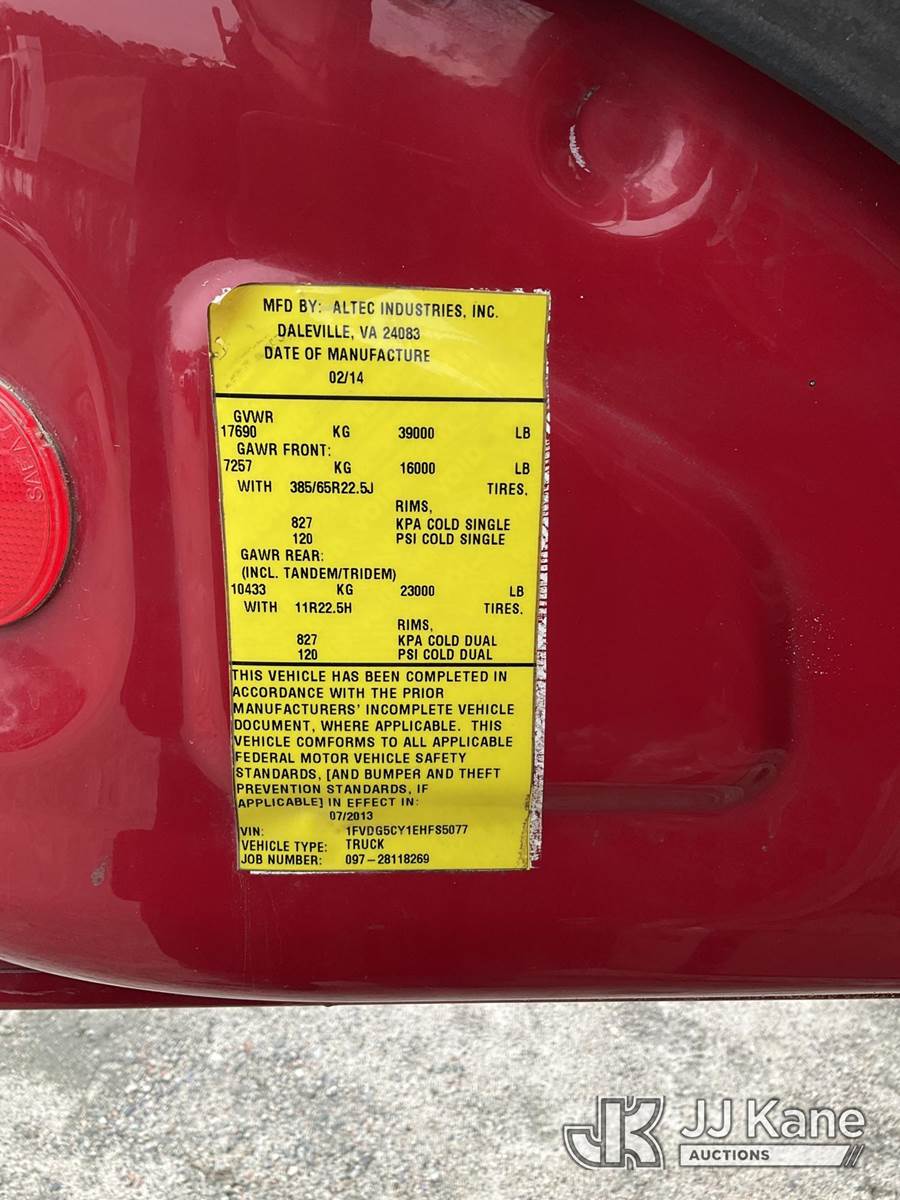 MFD BY: ALTEC INDUSTRIES, INC.
DALEVILLE, VA 24083
DATE OF MANUFACTURE
02/14
GVWR
17690 KG 39000 LB
GAWR FRONT:
7257 KG 16000 LB
WITH 385/65R22.5J TIRES,
RIMS,
827 KPA COLD SINGLE
120 PSI COLD SINGLE
GAWR REAR:
(INCL. TANDEM/TRIDEM)
10433 KG 23000 LB
WITH 11R22.5H TIRES.
RIMS,
827 KPA COLD DUAL
120 PSI COLD DUAL
THIS VEHICLE HAS BEEN COMPLETED IN
ACCORDANCE WITH THE PRIOR
MANUFACTURERS' INCOMPLETE VEHICLE
DOCUMENT, WHERE APPLICABLE. THIS
VEHICLE COMFORMS TO ALL APPLICABLE
FEDERAL MOTOR VEHICLE SAFETY
STANDARDS, [AND BUMPER AND THEFT
PREVENTION STANDARDS, IF
APPLICABLE] IN EFFECT IN:
07/2013
VIN: 1FVDG5CY1EHFS5077
VEHICLE TYPE: TRUCK
JOB NUMBER: 097-28118269
SAE A
JK JJ Kane
AUCTIONS